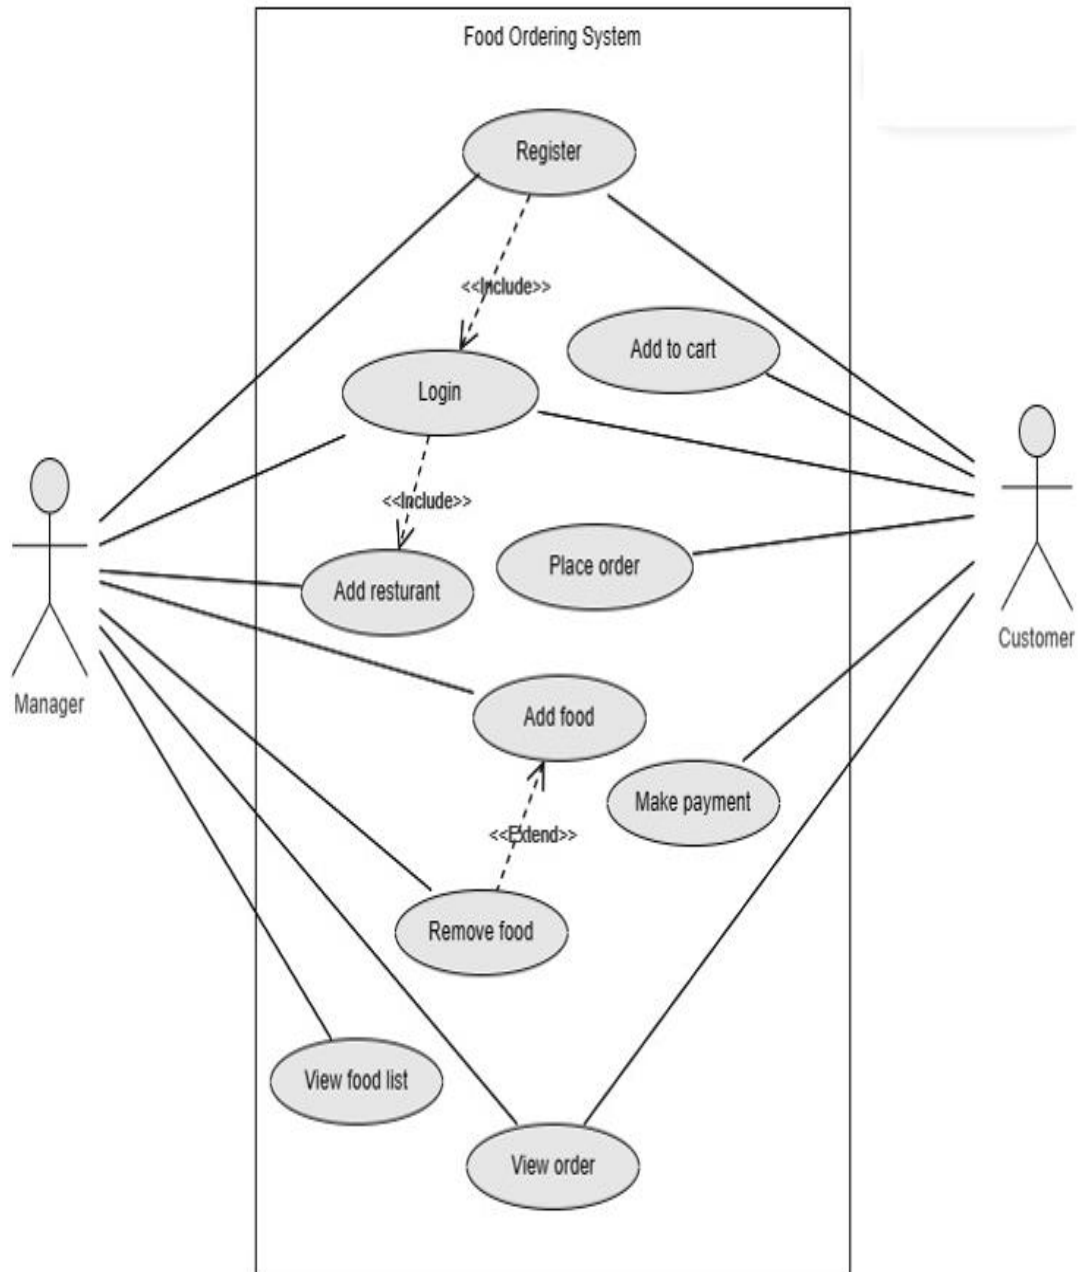 Food Ordering System
Register
<<Include>>
Add to cart
Login
<<Include>>
Place order
Add resturant
Customer
Manager
Add food
Make payment
<<Extend>>
Remove food
View food list
View order